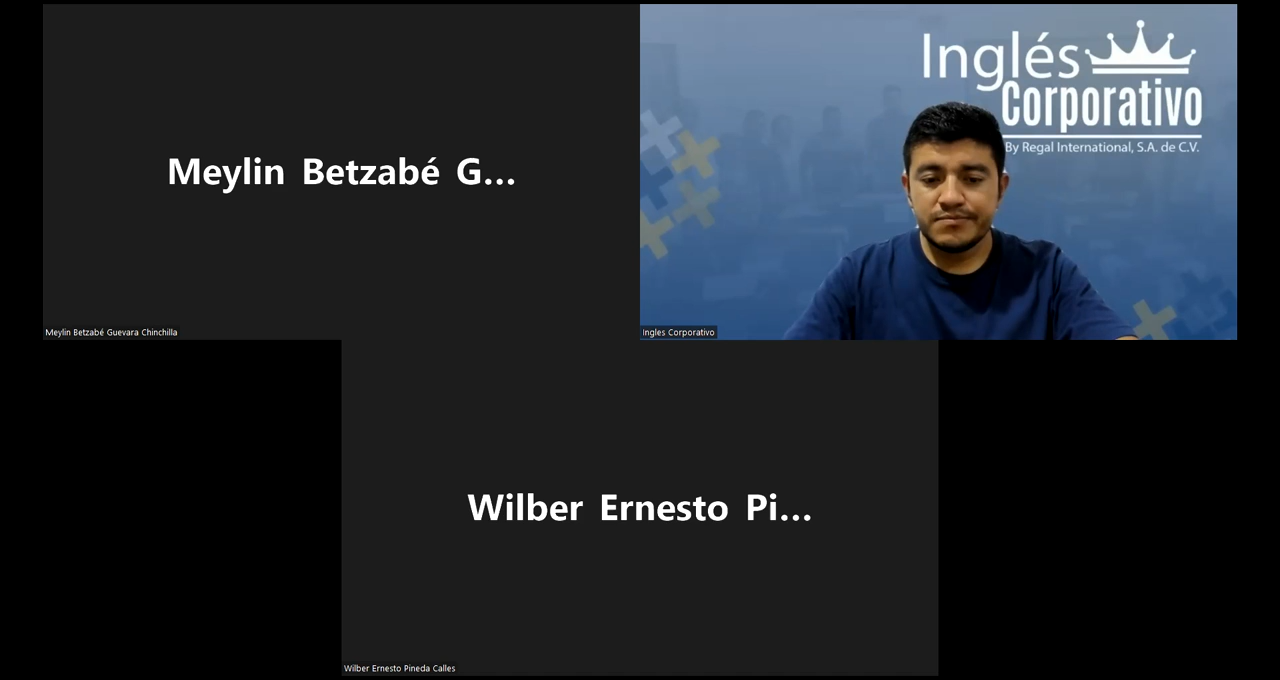 Meylin Betzabé G...
Meylin Betzabé Guevara Chinchilla
Inglés
Corporativo
By Regal International, S.A. de C.V.
Ingles Corporativo
Wilber Ernesto Pi...
Wilber Ernesto Pineda Calles